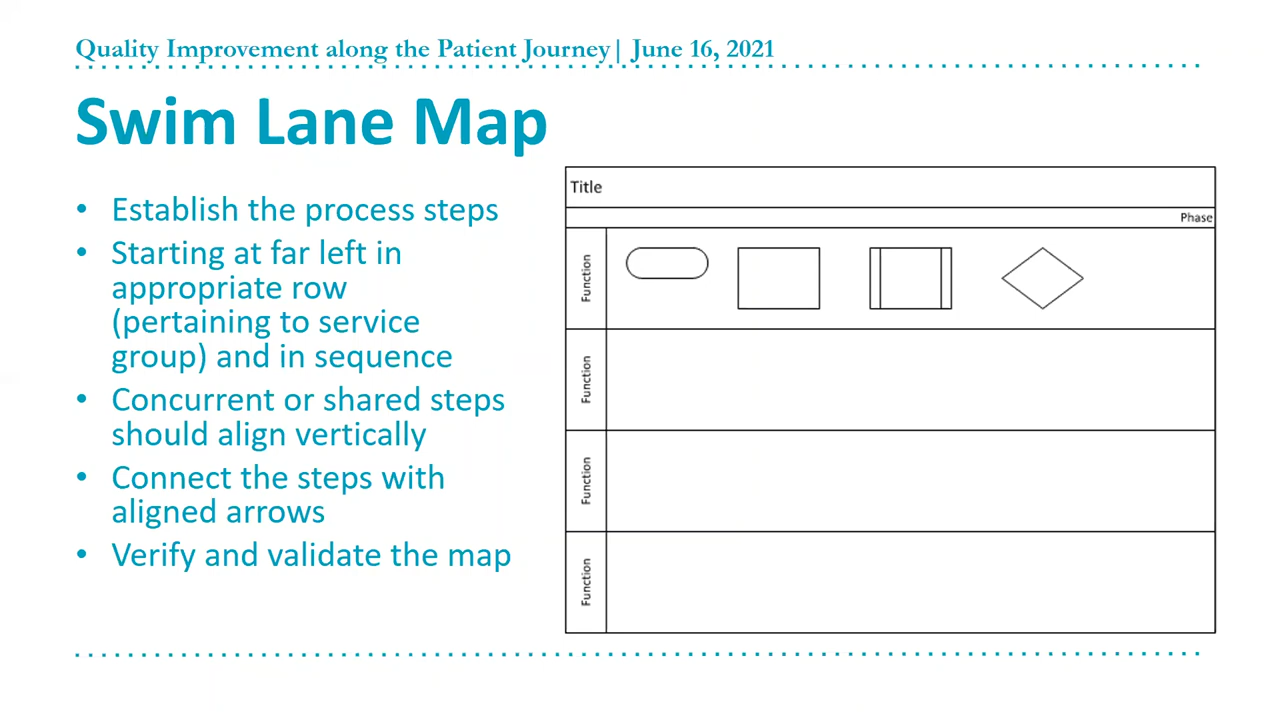 Quality Improvement along the Patient Journey| June 16, 2021
Swim Lane Map
• Establish the process steps
• Starting at far left in
appropriate row
(pertaining to service
group) and in sequence
• Concurrent or shared steps
should align vertically
• Connect the steps with
aligned arrows
• Verify and validate the map
Title
Phase
Function
Function
Function
Function